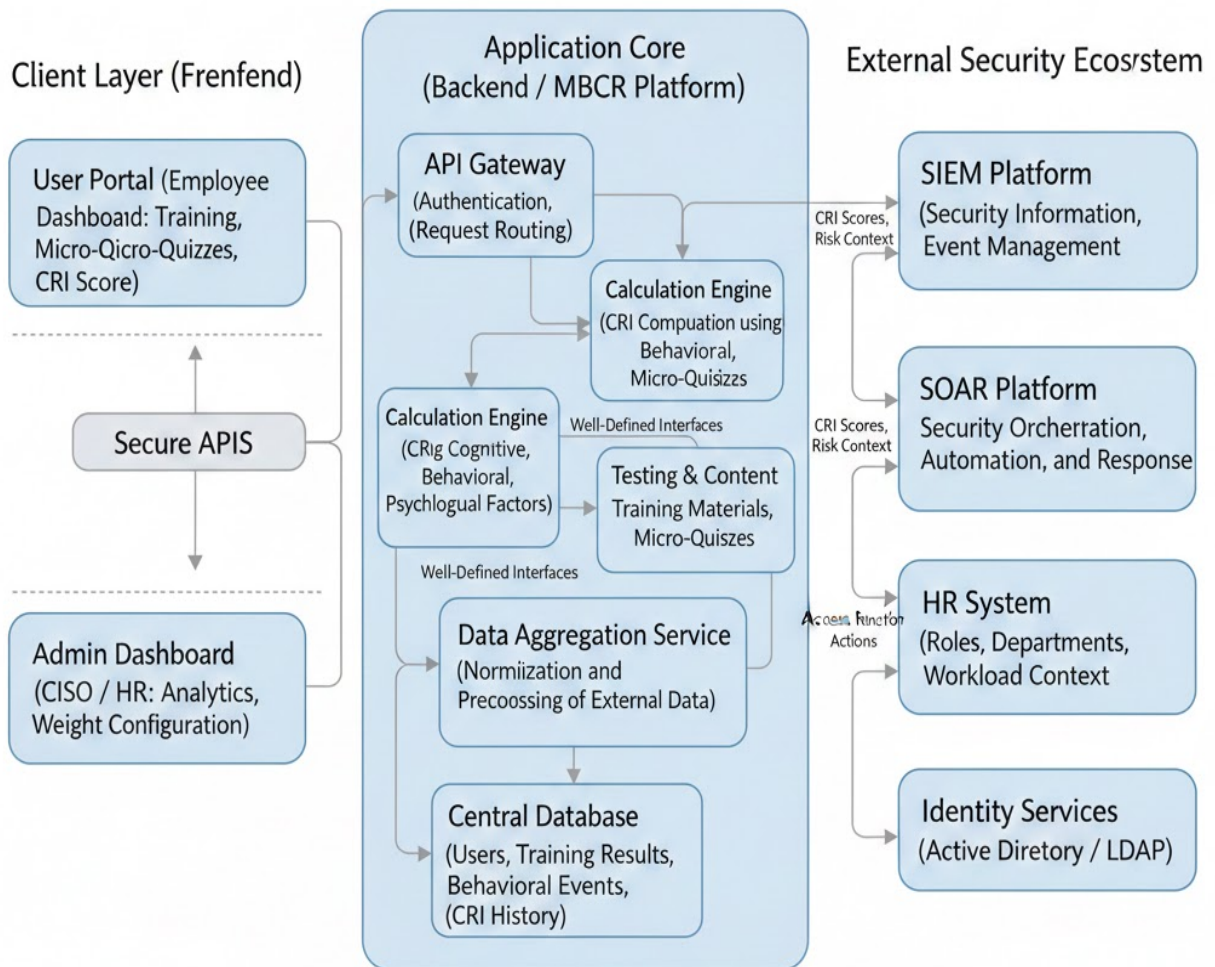 Client Layer (Frenfend)
User Portal (Employee
Dashboard: Training,
Micro-Qicro-Quizzes,
CRI Score)
Secure APIS
Admin Dashboard
(CISO / HR: Analytics,
Weight Configuration)
Application Core
(Backend / MBCR Platform)
API Gateway
(Authentication,
(Request Routing)
Calculation Engine
(CRI Compuation using
Behavioral,
Micro-Quisizzs
Calculation Engine
(CRıg Cognitive,
Behavioral,
Psychlogual Factors)
Well-Defined Interfaces
Testing & Content
Training Materials,
Micro-Quiszes
Well-Defined Interfaces
Data Aggregation Service
(Normiization and
Precoossing of External Data)
Central Database
(Users, Training Results,
Behavioral Events,
(CRI History)
External Security Ecosystem
CRI Scores,
Risk Context
SIEM Platform
(Security Information,
Event Management
CRI Scores,
Risk Context
SOAR Platform
Security Orcherration,
Automation, and Response
Actions
HR System
(Roles, Departments,
Workload Context
Identity Services
(Active Diretory / LDAP)